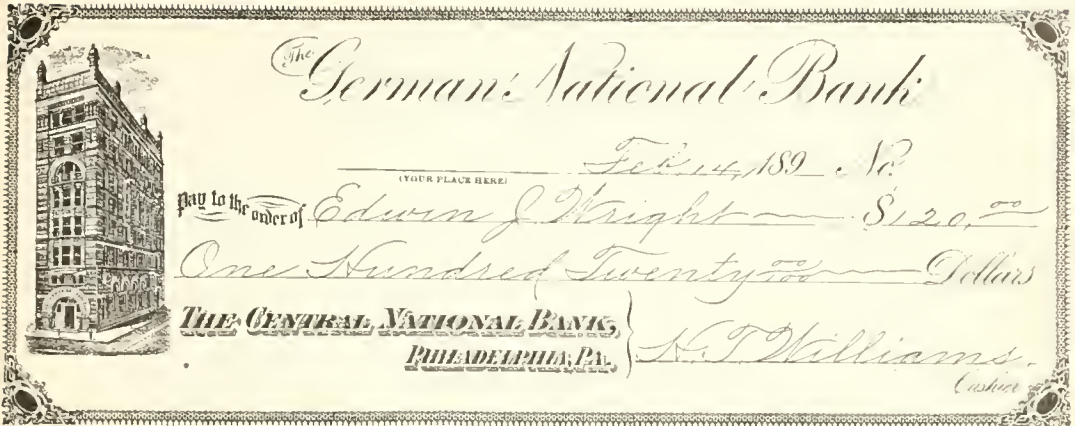 The German National Bank
Feb. 14, 189_ No.
(YOUR PLACE HERE)
Pay to the order of Edwin J Wright $120.00
One Hundred Twenty 00/100 Dollars
THE CENTRAL NATIONAL BANK,
PHILADELPHIA, PA.
H. T. Williams.
Cashier